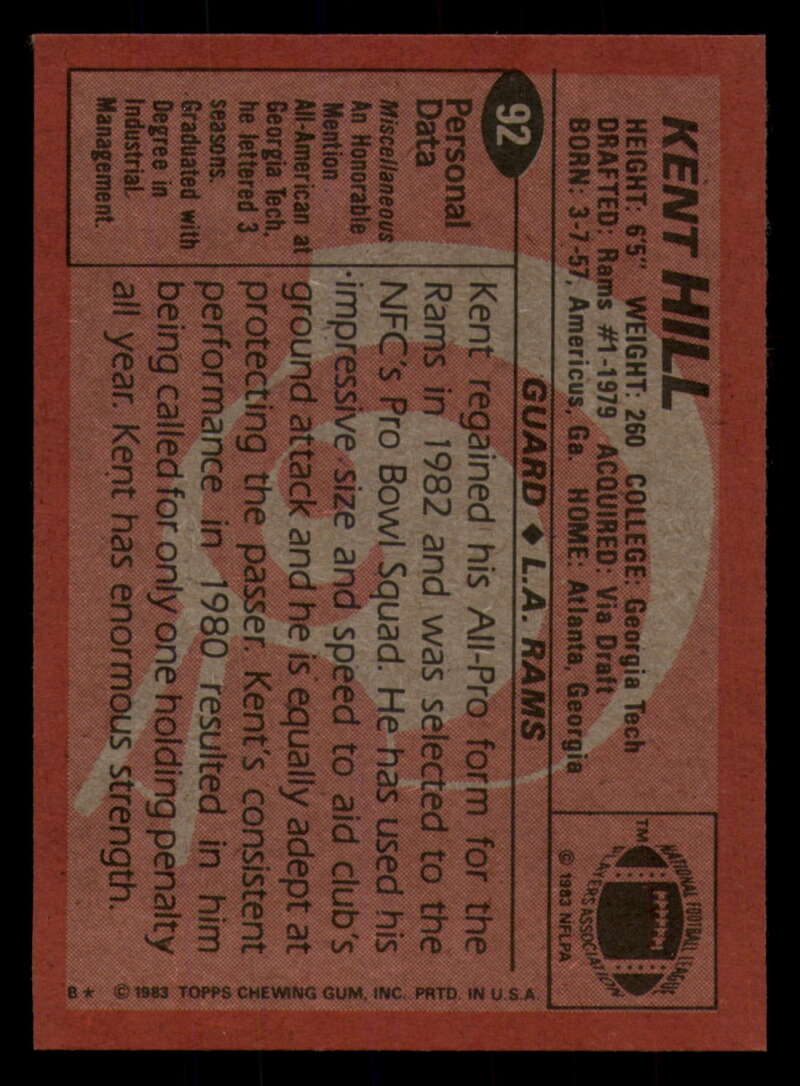 KENT HILL
HEIGHT: 6'5" WEIGHT: 260 COLLEGE: Georgia Tech
DRAFTED: Rams #1-1979 ACQUIRED: Via Draft
BORN: 3-7-57, Americus, Ga. HOME: Atlanta, Georgia
NATIONAL FOOTBALL LEAGUE
PLAYERS ASSOCIATION
TM
© 1983 NFLPA
92
GUARD ◆ L.A. RAMS
Personal
Data
Miscellaneous
An Honorable
Mention
All-American at
Georgia Tech,
he lettered 3
seasons.
Graduated with
Degree in
Industrial
Management.
Kent regained his All-Pro form for the
Rams in 1982 and was selected to the
NFC's Pro Bowl Squad. He has used his
impressive size and speed to aid club's
ground attack and he is equally adept at
protecting the passer. Kent's consistent
performance in 1980 resulted in him
being called for only one holding penalty
all year. Kent has enormous strength.
B* © 1983 TOPPS CHEWING GUM, INC. PRTD. IN U.S.A.